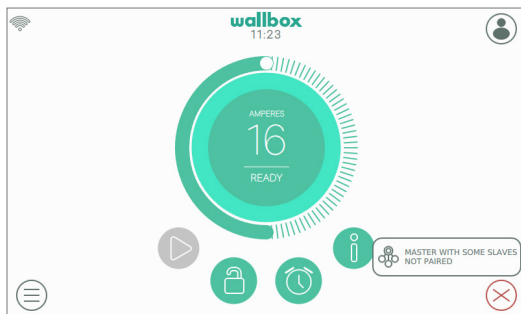 wallbox
11:23
AMPERES
16
READY
MASTER WITH SOME SLAVES
NOT PAIRED